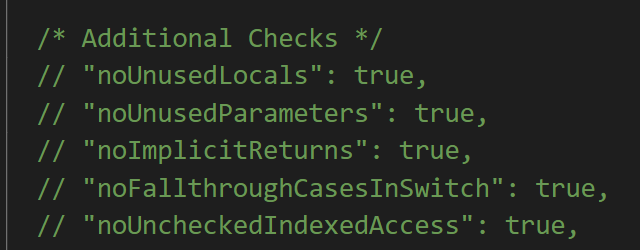 /* Additional Checks */
// "noUnusedLocals": true,
// "noUnusedParameters": true,
// "noImplicitReturns": true,
// "noFallthroughCasesInSwitch": true,
// "noUncheckedIndexedAccess": true,